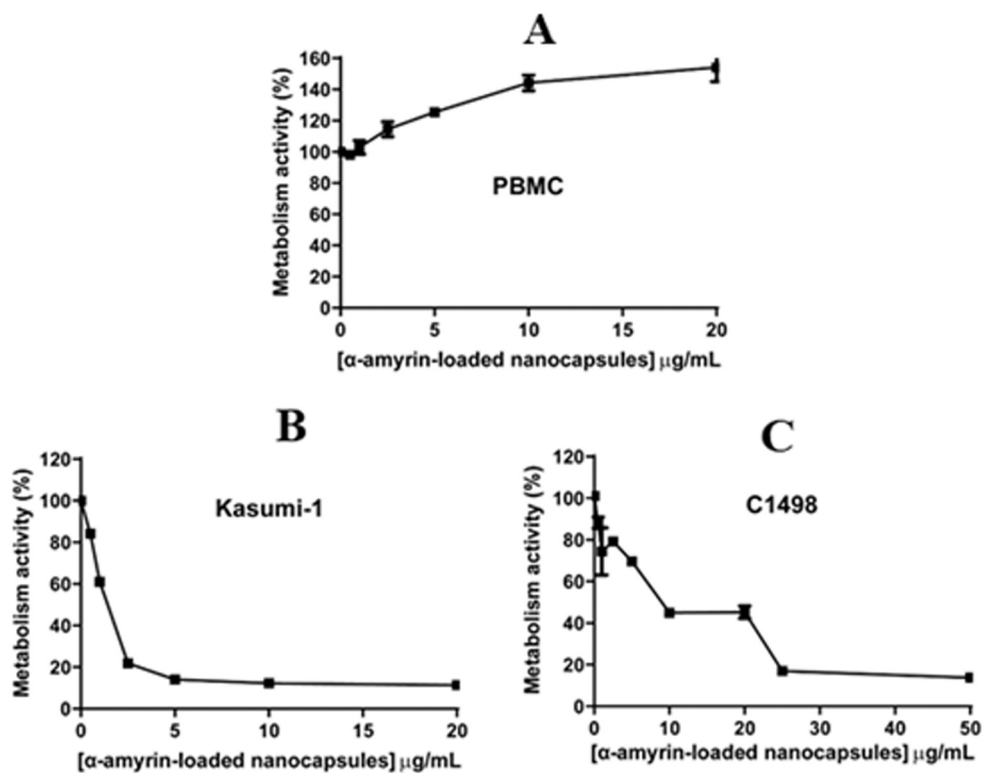 A
Metabolism activity (%)
160
140
120
100
80
60
40
20
0
PBMC
0 5 10 15 20
[α-amyrin-loaded nanocapsules] μg/mL
B
Metabolism activity (%)
120
100
80
60
40
20
0
Kasumi-1
0 5 10 15 20
[α-amyrin-loaded nanocapsules] μg/mL
C
Metabolism activity (%)
120
100
80
60
40
20
0
C1498
0 10 20 30 40 50
[α-amyrin-loaded nanocapsules] μg/mL